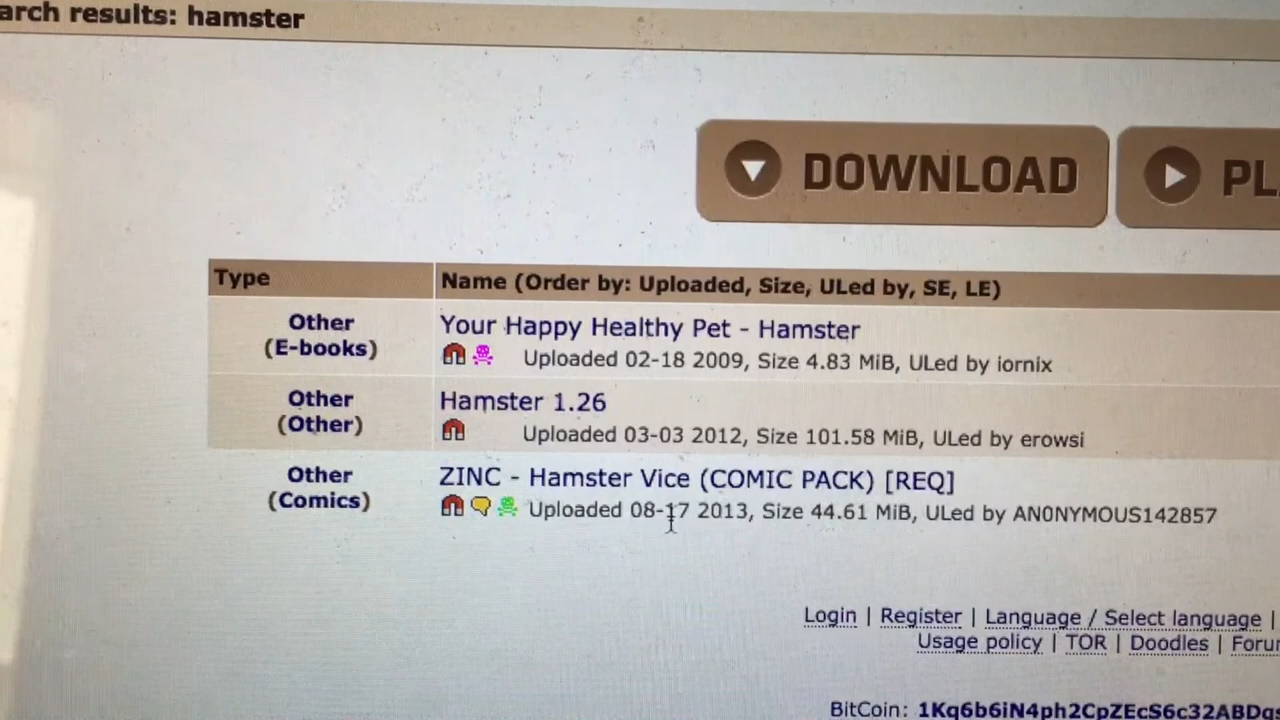 arch results: hamster
DOWNLOAD
PL
Type
Name (Order by: Uploaded, Size, ULed by, SE, LE)
Other
(E-books)
Your Happy Healthy Pet - Hamster
Uploaded 02-18 2009, Size 4.83 MiB, ULed by iornix
Other
(Other)
Hamster 1.26
Uploaded 03-03 2012, Size 101.58 MiB, ULed by erowsi
Other
(Comics)
ZINC - Hamster Vice (COMIC PACK) [REQ]
Uploaded 08-17 2013, Size 44.61 MiB, ULed by AN0NYMOUS142857
Login | Register | Language / Select language |
Usage policy | TOR | Doodles | Foru
BitCoin: